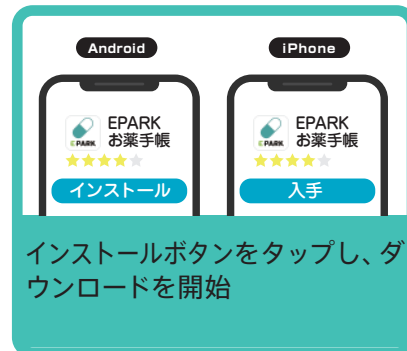 Android
iPhone
EPARK
お薬手帳
EPARK
インストール
EPARK
お薬手帳
EPARK
入手
インストールボタンをタップし、ダ
ウンロードを開始